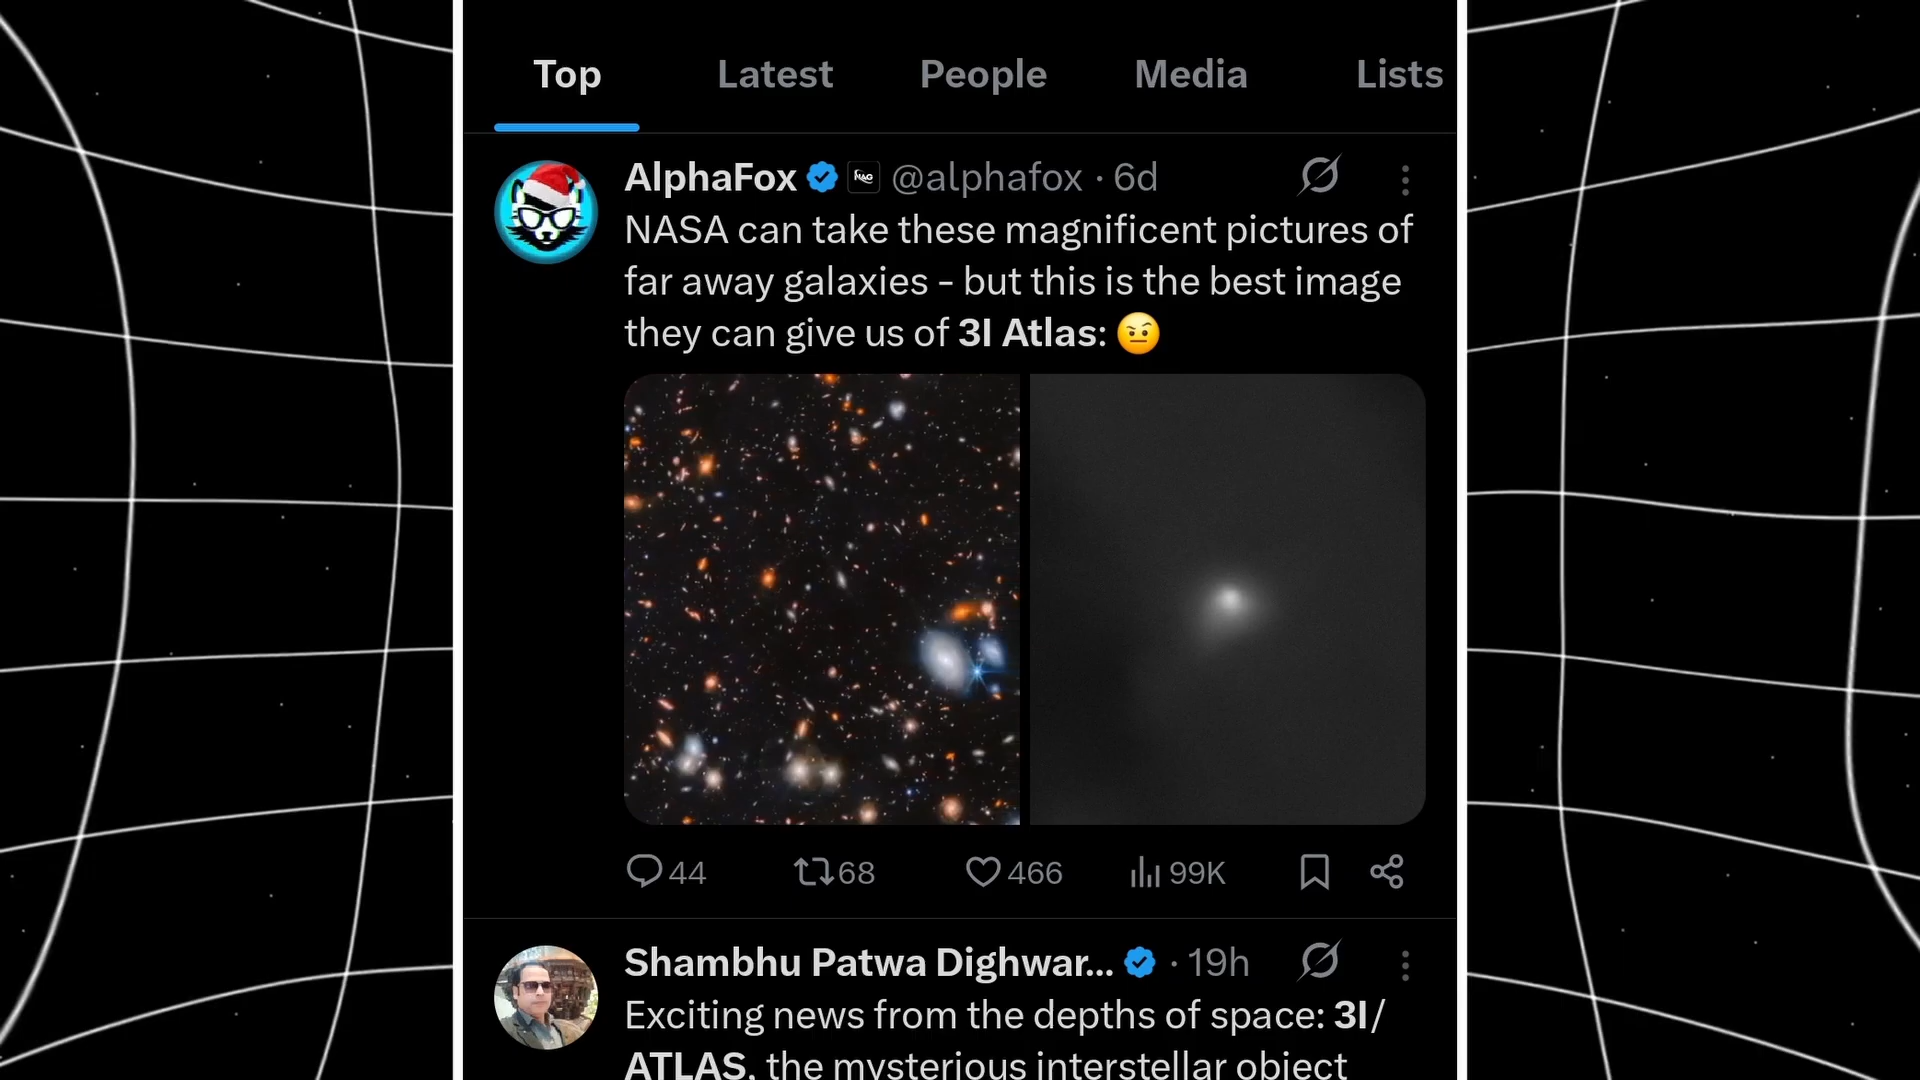 Top Latest People Media Lists
AlphaFox NAG @alphafox · 6d
NASA can take these magnificent pictures of
far away galaxies - but this is the best image
they can give us of 3I Atlas: 🤨
44 68 466 99K
Shambhu Patwa Dighwar... · 19h
Exciting news from the depths of space: 3I/
ATLAS, the mysterious interstellar object